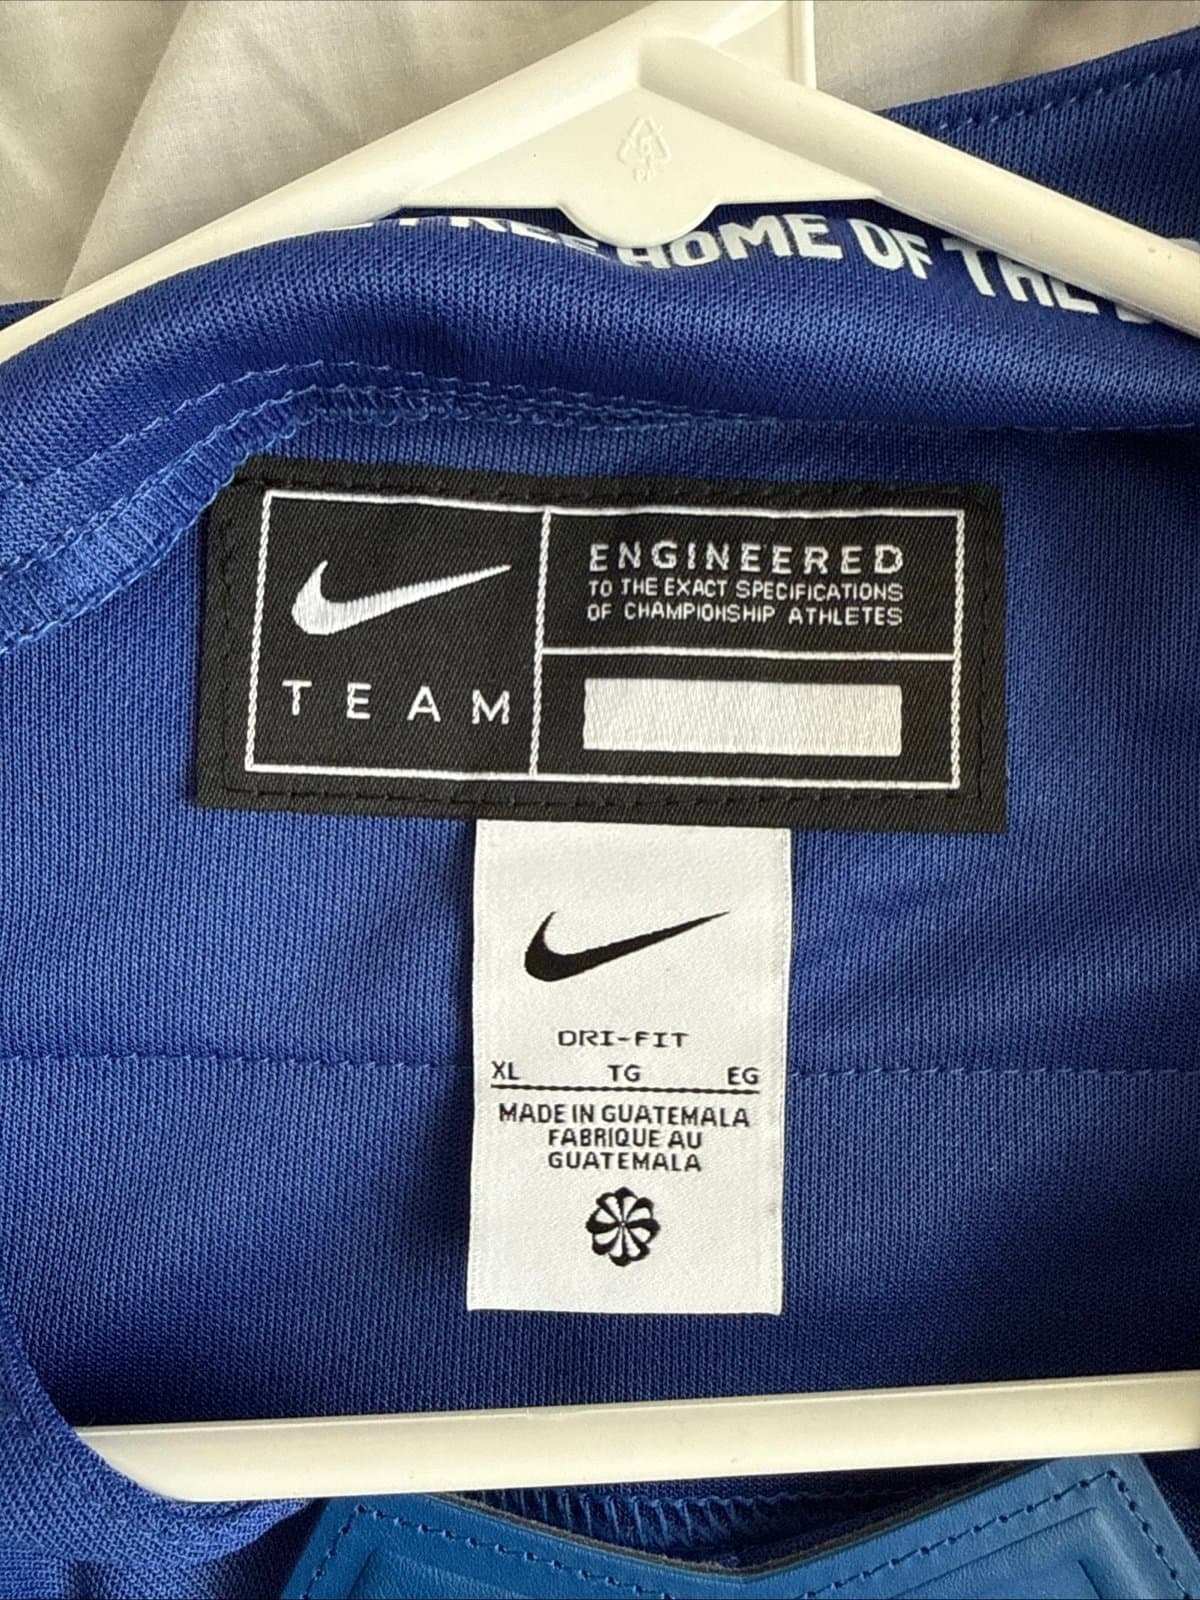 FREE HOME OF THE
ENGINEERED
TO THE EXACT SPECIFICATIONS
OF CHAMPIONSHIP ATHLETES
TEAM
DRI-FIT
XL TG EG
MADE IN GUATEMALA
FABRIQUE AU
GUATEMALA